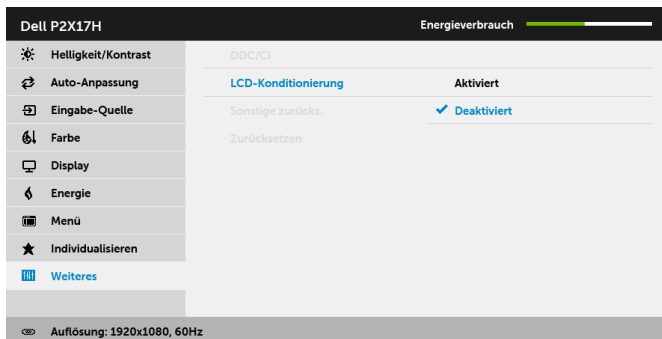 Dell P2X17H Energieverbrauch
Helligkeit/Kontrast DDC/CI
Auto-Anpassung LCD-Konditionierung Aktiviert
Eingabe-Quelle Sonstige zurücks. Deaktiviert
Farbe Zurücksetzen
Display
Energie
Menü
Individualisieren
Weiteres
Auflösung: 1920x1080, 60Hz